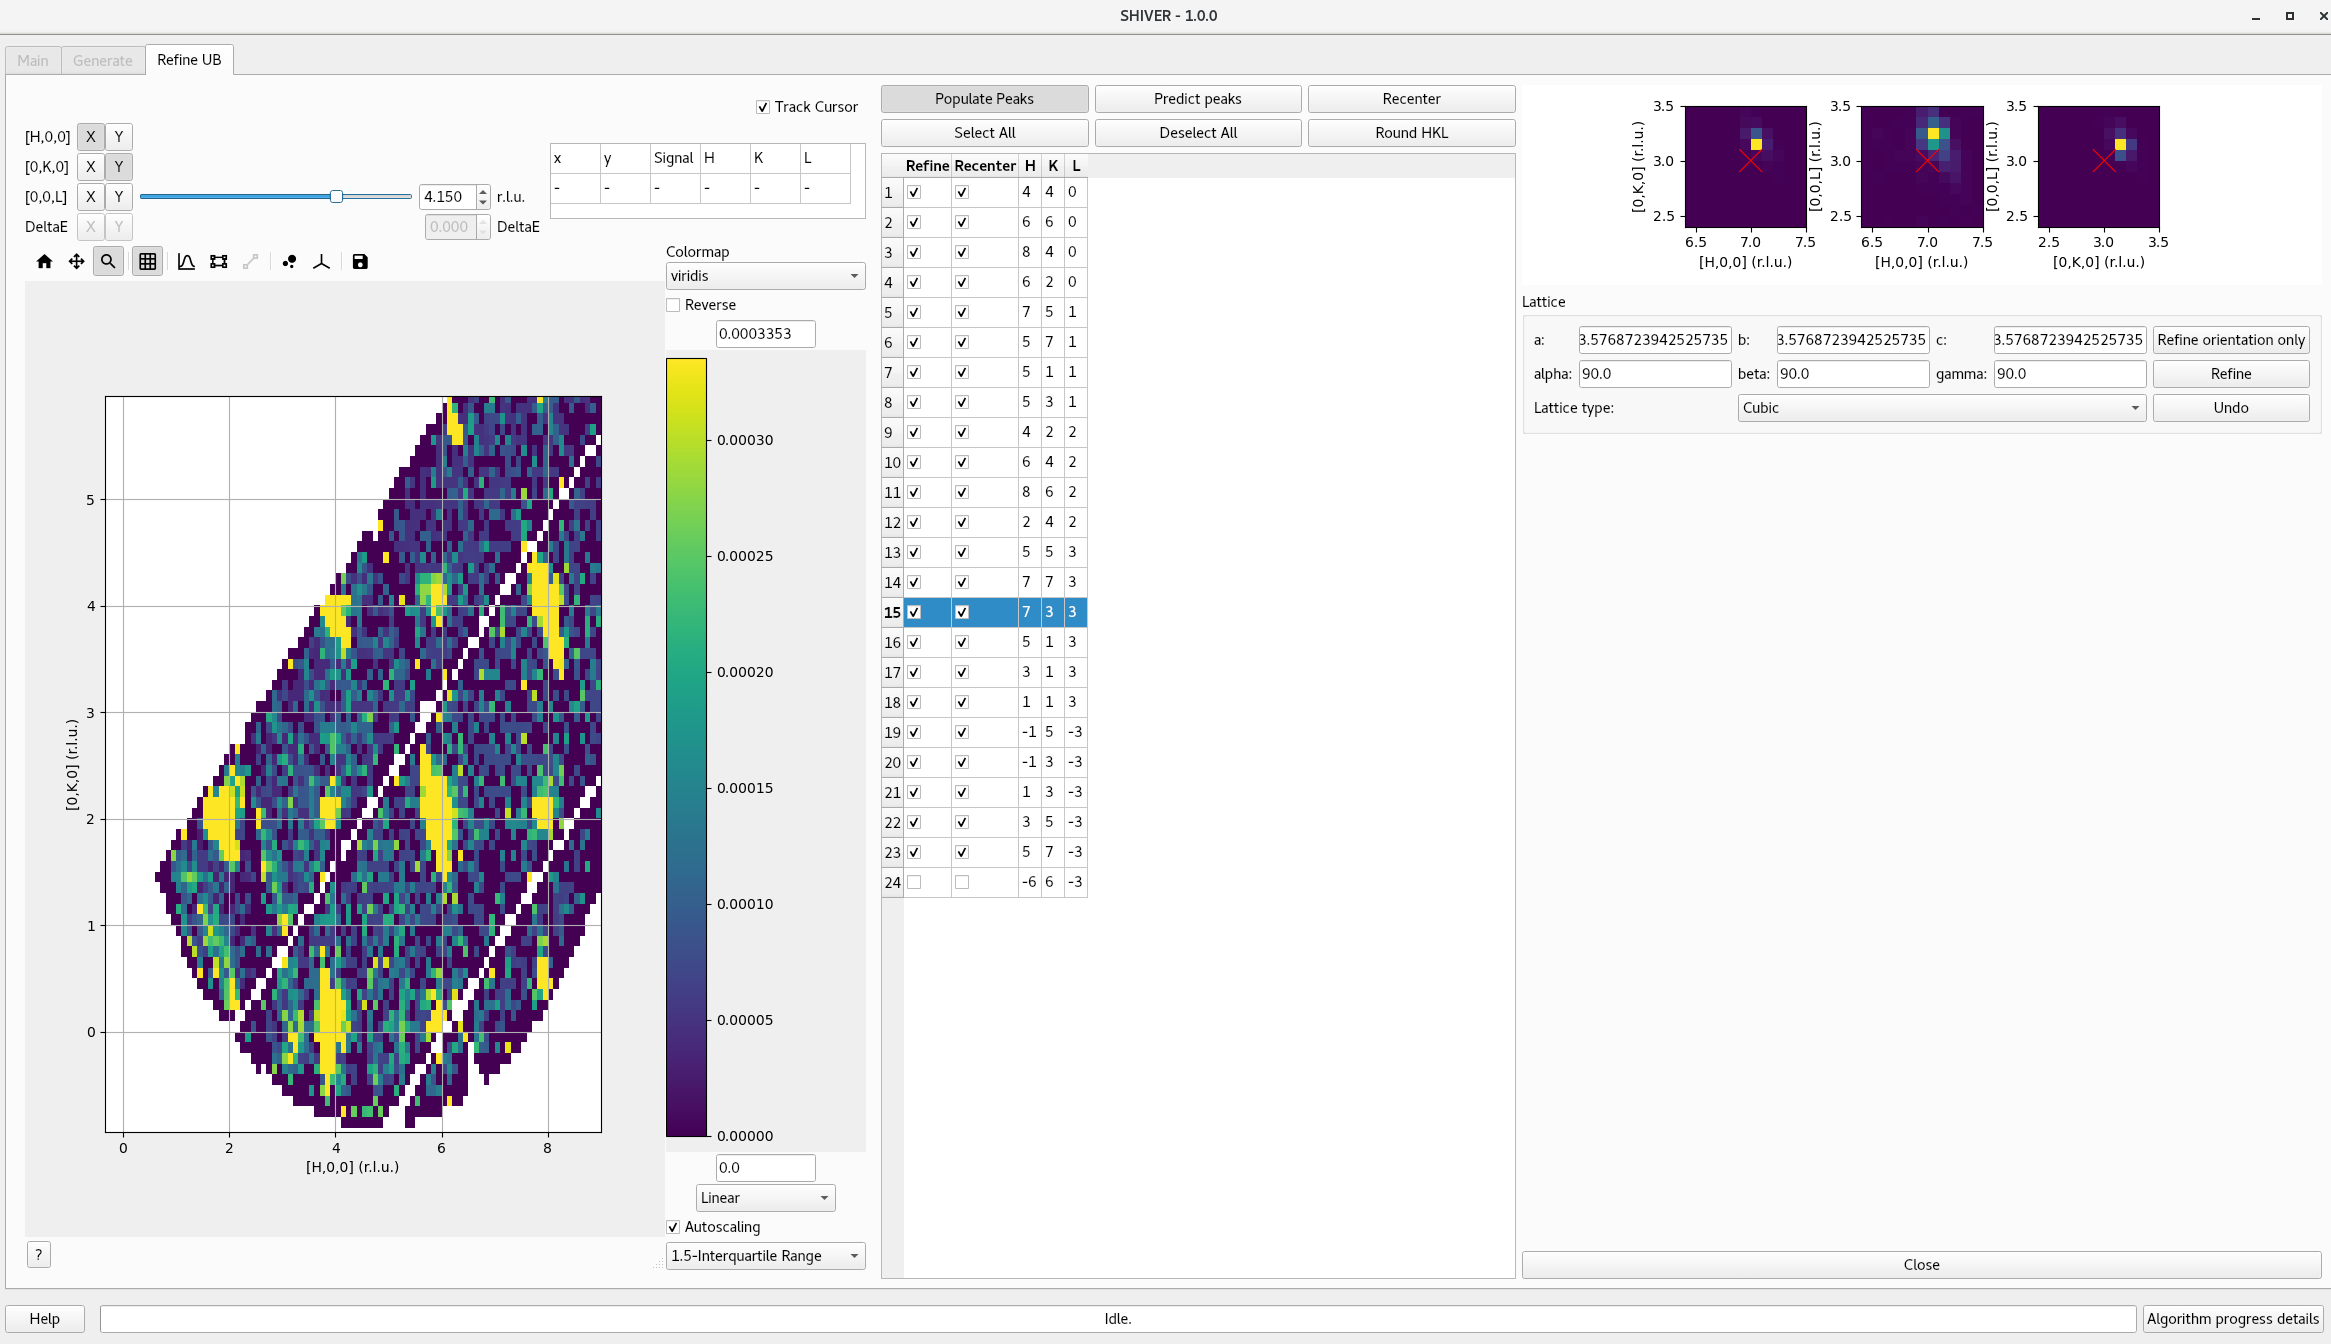 SHIVER - 1.0.0
Main Generate Refine UB
Track Cursor
[H,0,0] X Y
[0,K,0] X Y
[0,0,L] X Y 4.150 r.l.u.
DeltaE X Y 0.000 DeltaE
x y Signal H K L
- - - - - -
Colormap
viridis
Reverse
0.0003353
0.00030
0.00025
0.00020
0.00015
0.00010
0.00005
0.00000
0.0
Linear
Autoscaling
1.5-Interquartile Range
5
4
3
2
1
0
[0,K,0] (r.l.u.)
0 2 4 6 8
[H,0,0] (r.l.u.)
?
Populate Peaks Predict peaks Recenter
Select All Deselect All Round HKL
Refine Recenter H K L
1 4 4 0
2 6 6 0
3 8 4 0
4 6 2 0
5 7 5 1
6 5 7 1
7 5 1 1
8 5 3 1
9 4 2 2
10 6 4 2
11 8 6 2
12 2 4 2
13 5 5 3
14 7 7 3
15 7 3 3
16 5 1 3
17 3 1 3
18 1 1 3
19 -1 5 -3
20 -1 3 -3
21 1 3 -3
22 3 5 -3
23 5 7 -3
24 -6 6 -3
3.5
3.0
2.5
[0,K,0] (r.l.u.)
6.5 7.0 7.5
[H,0,0] (r.l.u.)
3.5
3.0
2.5
[0,0,L] (r.l.u.)
6.5 7.0 7.5
[H,0,0] (r.l.u.)
3.5
3.0
2.5
[0,0,L] (r.l.u.)
2.5 3.0 3.5
[0,K,0] (r.l.u.)
Lattice
a: 3.5768723942525735 b: 3.5768723942525735 c: 3.5768723942525735 Refine orientation only
alpha: 90.0 beta: 90.0 gamma: 90.0 Refine
Lattice type: Cubic Undo
Close
Help Idle. Algorithm progress details